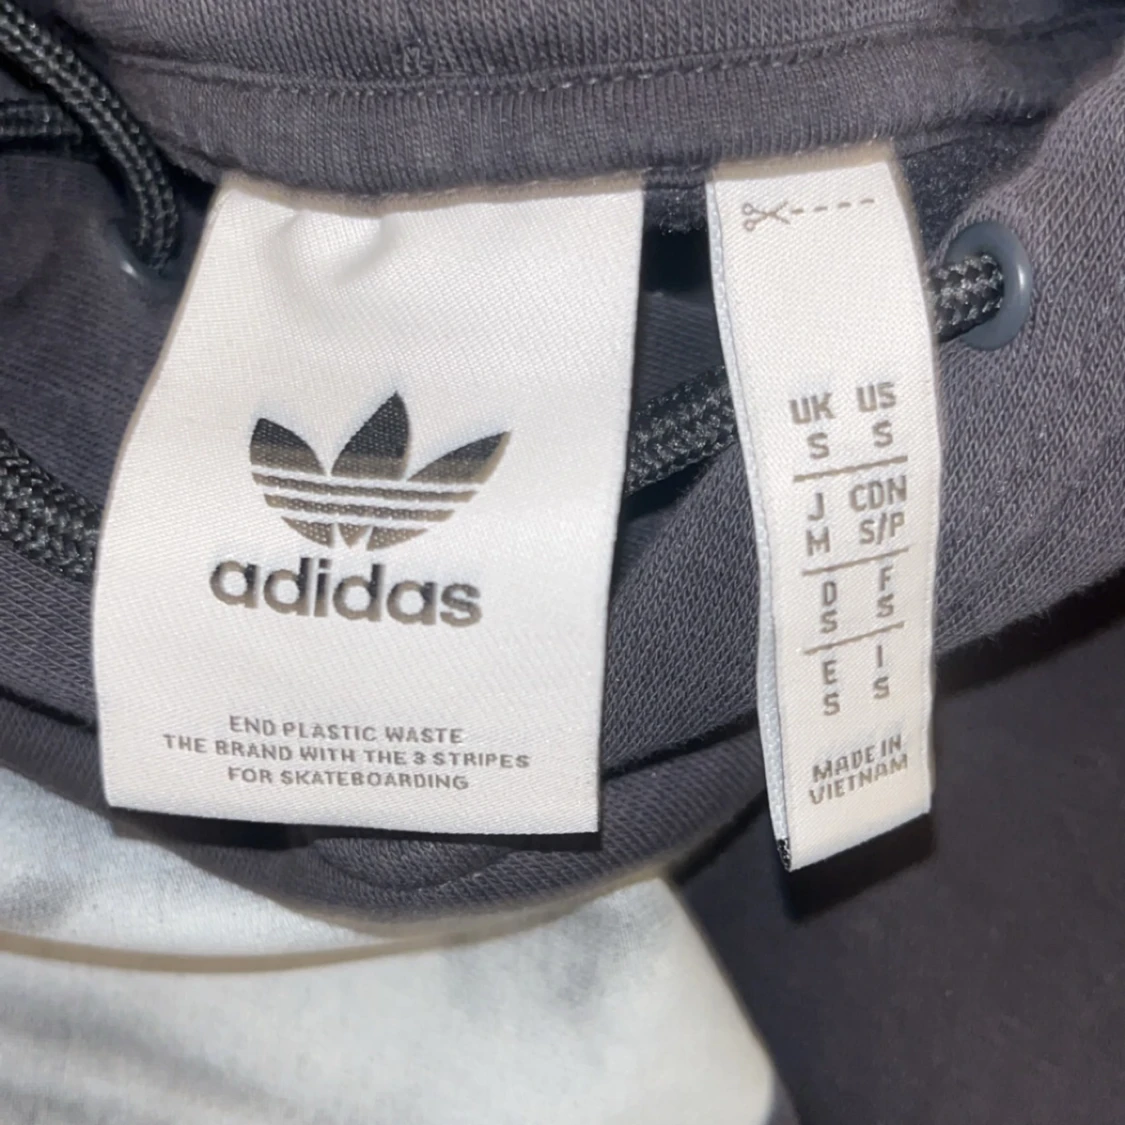 adidas
END PLASTIC WASTE
THE BRAND WITH THE 3 STRIPES
FOR SKATEBOARDING
UK US
S S
J CDN
M S/P
D F
S S
E I
S S
MADE IN
VIETNAM